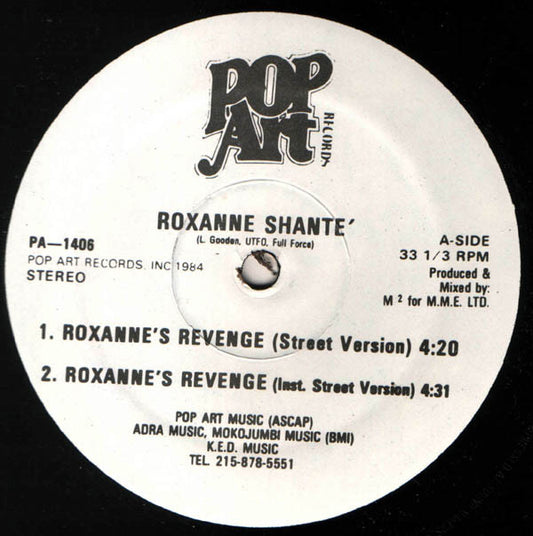 POP
Art
RECORDS
ROXANNE SHANTE'
(L. Gooden, UTFO, Full Force)
PA—1406
POP ART RECORDS, INC 1984
STEREO
A-SIDE
33 1/3 RPM
Produced &
Mixed by:
M ² for M.M.E. LTD.
1. ROXANNE'S REVENGE (Street Version) 4:20
2. ROXANNE'S REVENGE (Inst. Street Version) 4:31
POP ART MUSIC (ASCAP)
ADRA MUSIC, MOKOJUMBI MUSIC (BMI)
K.E.D. MUSIC
TEL. 215-878-5551